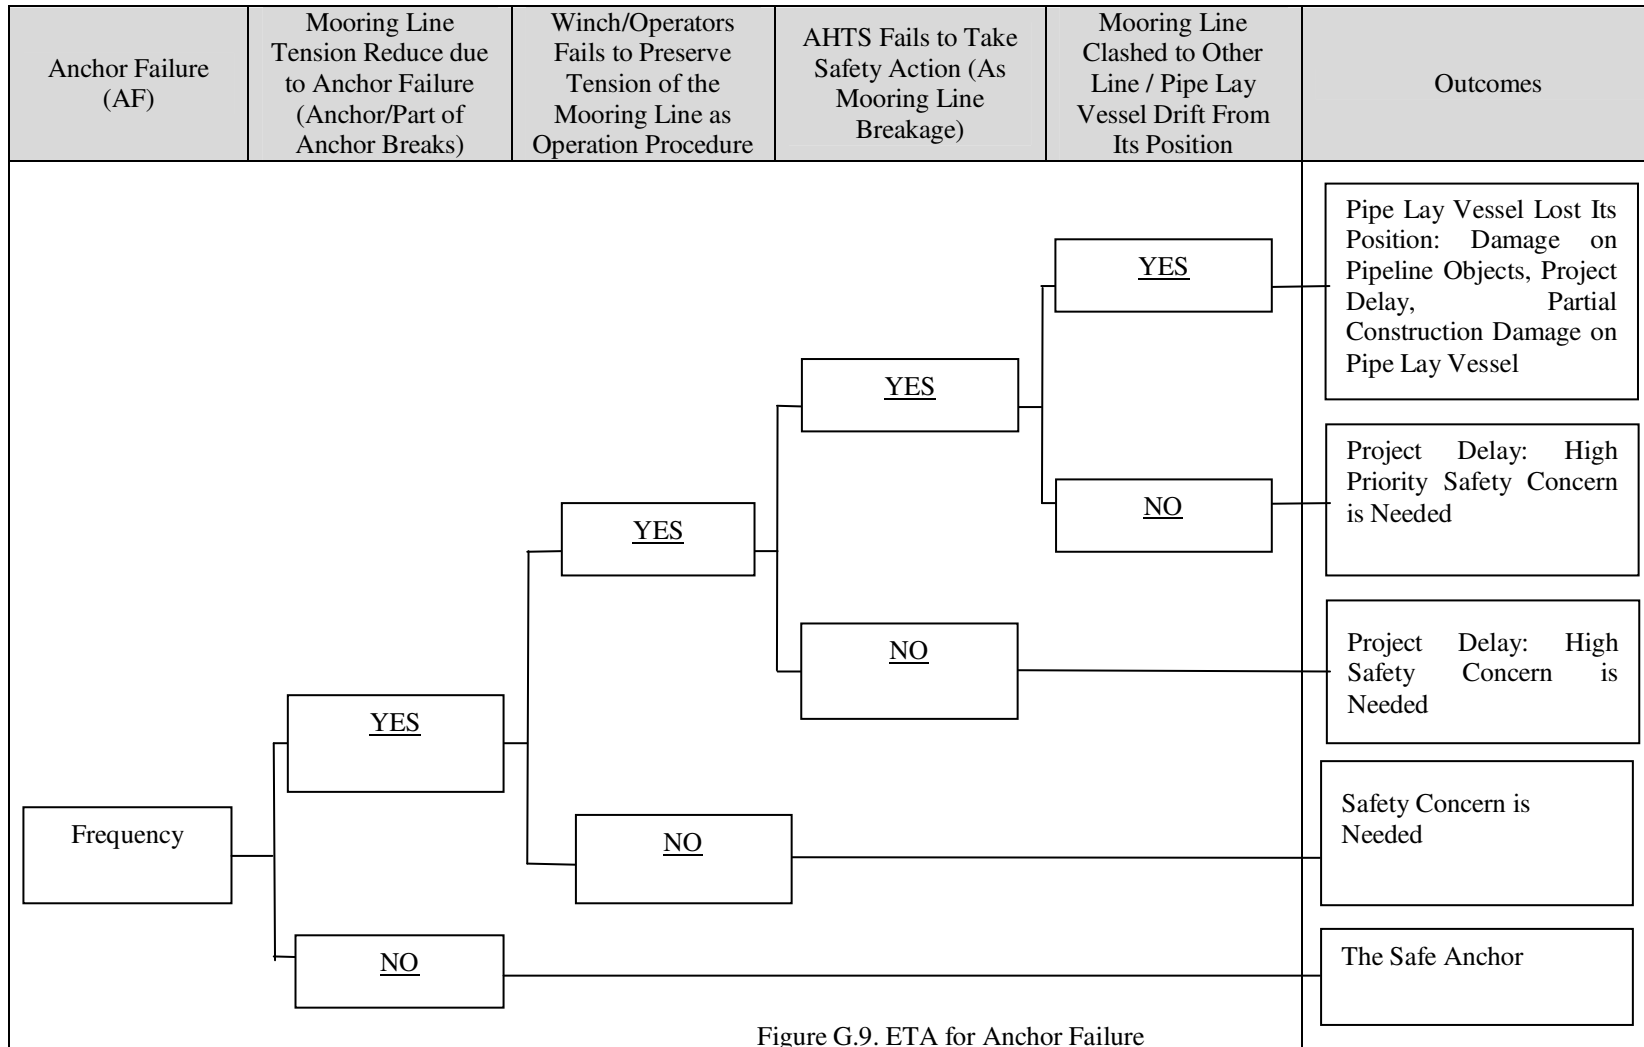 Anchor Failure
(AF)
Mooring Line
Tension Reduce due
to Anchor Failure
(Anchor/Part of
Anchor Breaks)
Winch/Operators
Fails to Preserve
Tension of the
Mooring Line as
Operation Procedure
AHTS Fails to Take
Safety Action (As
Mooring Line
Breakage)
Mooring Line
Clashed to Other
Line / Pipe Lay
Vessel Drift From
Its Position
Outcomes
YES
Pipe Lay Vessel Lost Its
Position: Damage on
Pipeline Objects, Project
Delay, Partial
Construction Damage on
Pipe Lay Vessel
YES
NO
Project Delay: High
Priority Safety Concern
is Needed
YES
NO
Project Delay: High
Safety Concern is
Needed
YES
NO
Safety Concern is
Needed
Frequency
NO
The Safe Anchor
Figure G.9. ETA for Anchor Failure